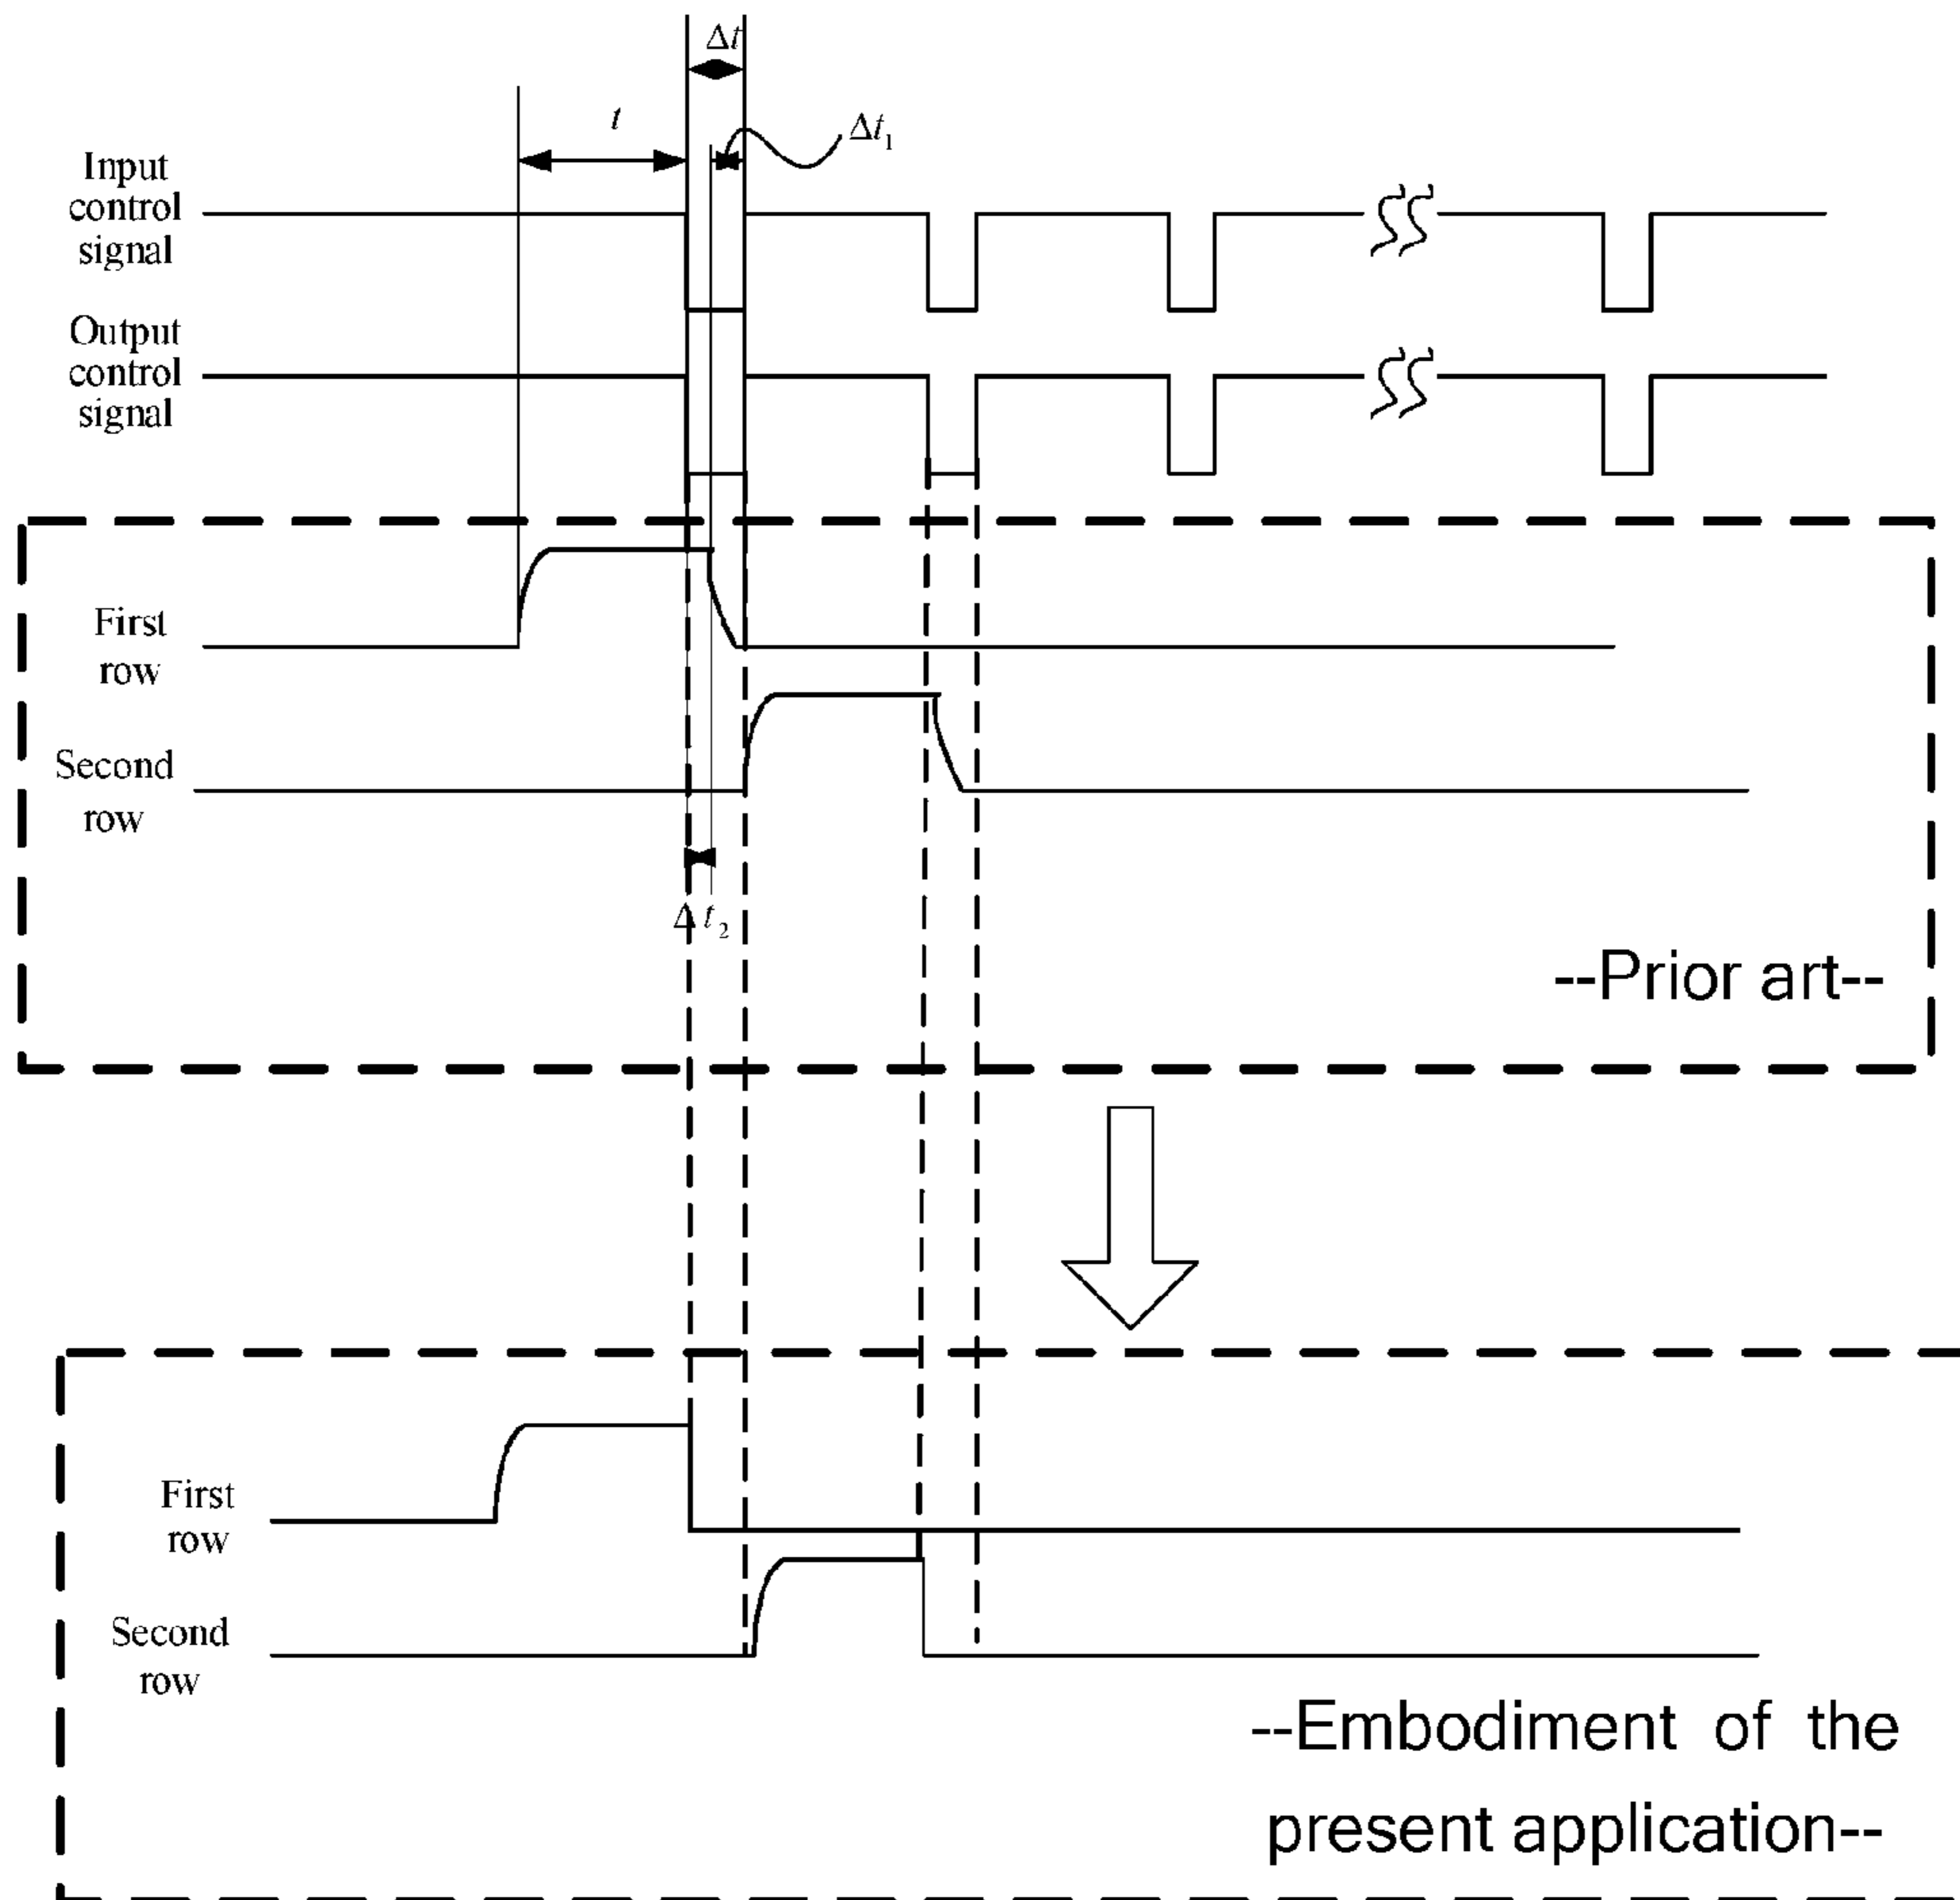 Δt
t
Δt₁
Input
control
signal
Output
control
signal
First
row
Second
row
Δ t₂
--Prior art--
First
row
Second
row
--Embodiment of the
present application--